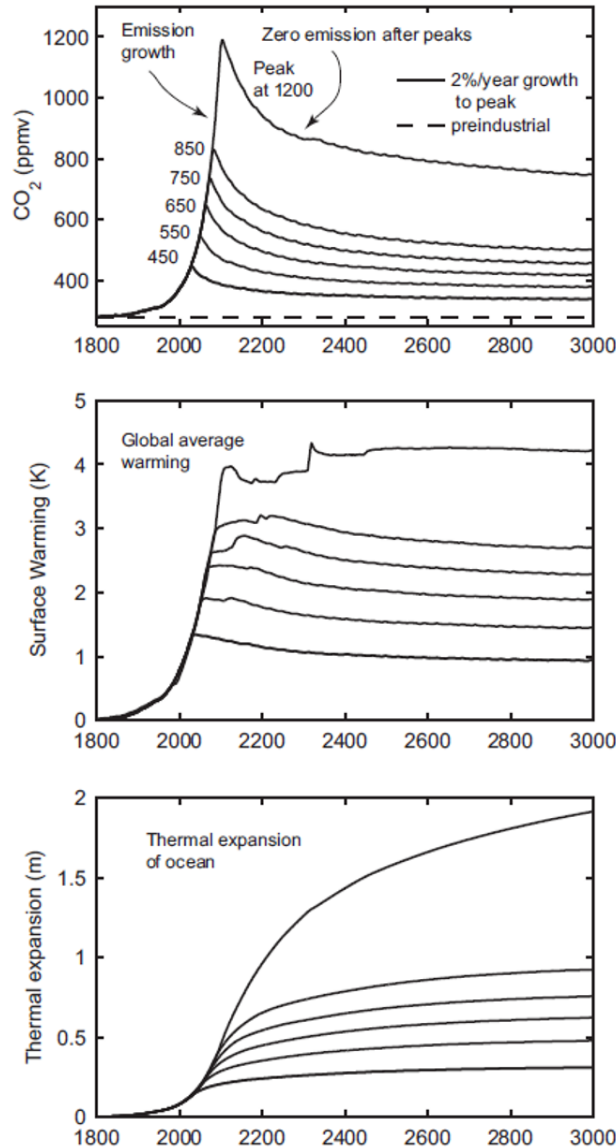 1200
1000
800
600
400
CO2 (ppmv)
Emission
growth
Zero emission after peaks
Peak
at 1200
2%/year growth
to peak
preindustrial
850
750
650
550
450
1800 2000 2200 2400 2600 2800 3000
5
4
3
2
1
0
Surface Warming (K)
Global average
warming
1800 2000 2200 2400 2600 2800 3000
2
1.5
1
0.5
0
Thermal expansion (m)
Thermal expansion
of ocean
1800 2000 2200 2400 2600 2800 3000